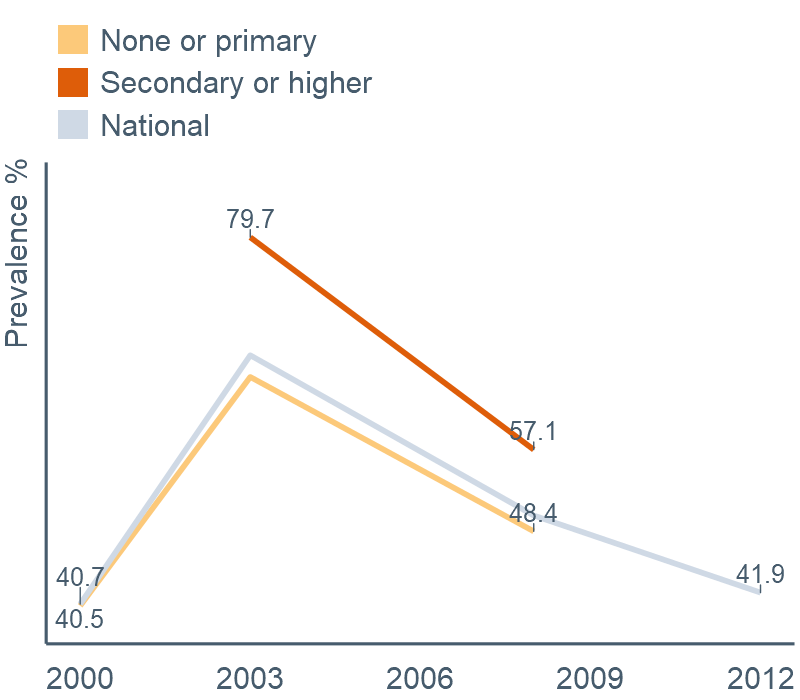 None or primary
Secondary or higher
National
Prevalence %
79.7
57.1
48.4
40.7
41.9
40.5
2000 2003 2006 2009 2012